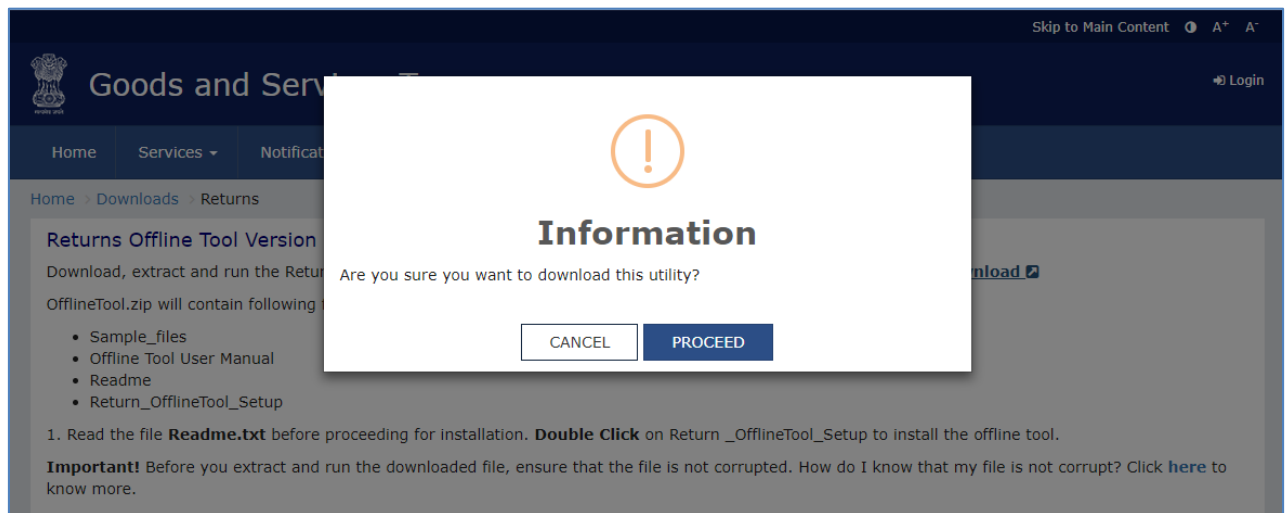 Skip to Main Content A+ A-
Goods and Serv
Login
Home Services Notificat
Home > Downloads > Returns
Information
Are you sure you want to download this utility?
CANCEL PROCEED
Returns Offline Tool Version
Download, extract and run the Retur nload
OfflineTool.zip will contain following
• Sample_files
• Offline Tool User Manual
• Readme
• Return_OfflineTool_Setup
1. Read the file Readme.txt before proceeding for installation. Double Click on Return _OfflineTool_Setup to install the offline tool.
Important! Before you extract and run the downloaded file, ensure that the file is not corrupted. How do I know that my file is not corrupt? Click here to
know more.